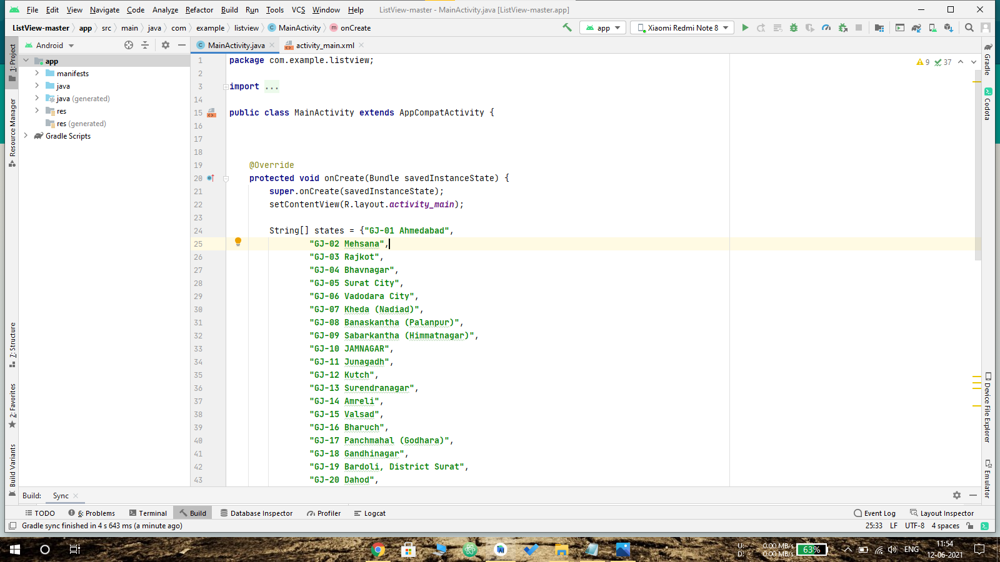 File Edit View Navigate Code Analyze Refactor Build Run Tools VCS Window Help ListView-master - MainActivity.java [ListView-master.app]
ListView-master app src main java com example listview MainActivity onCreate app Xiaomi Redmi Note 8
Android MainActivity.java activity_main.xml
1: Project
Resource Manager
7: Structure
2: Favorites
Build Variants
app
manifests
java
java (generated)
res
res (generated)
Gradle Scripts
9 37
1 package com.example.listview;
2
3 import ...
14
15 public class MainActivity extends AppCompatActivity {
16
17
18
19 @Override
20 protected void onCreate(Bundle savedInstanceState) {
21 super.onCreate(savedInstanceState);
22 setContentView(R.layout.activity_main);
23
24 String[] states = {"GJ-01 Ahmedabad",
25 "GJ-02 Mehsana",
26 "GJ-03 Rajkot",
27 "GJ-04 Bhavnagar",
28 "GJ-05 Surat City",
29 "GJ-06 Vadodara City",
30 "GJ-07 Kheda (Nadiad)",
31 "GJ-08 Banaskantha (Palanpur)",
32 "GJ-09 Sabarkantha (Himmatnagar)",
33 "GJ-10 JAMNAGAR",
34 "GJ-11 Junagadh",
35 "GJ-12 Kutch",
36 "GJ-13 Surendranagar",
37 "GJ-14 Amreli",
38 "GJ-15 Valsad",
39 "GJ-16 Bharuch",
40 "GJ-17 Panchmahal (Godhara)",
41 "GJ-18 Gandhinagar",
42 "GJ-19 Bardoli, District Surat",
43 "GJ-20 Dahod",
Gradle
Codota
Device File Explorer
Emulator
Build: Sync
TODO 6: Problems Terminal Build Database Inspector Profiler Logcat Event Log Layout Inspector
Gradle sync finished in 4 s 643 ms (a minute ago) 25:33 LF UTF-8 4 spaces
U: 0.00 MB/s
D: 0.00 MB/s
63%
ENG
11:54
12-06-2021